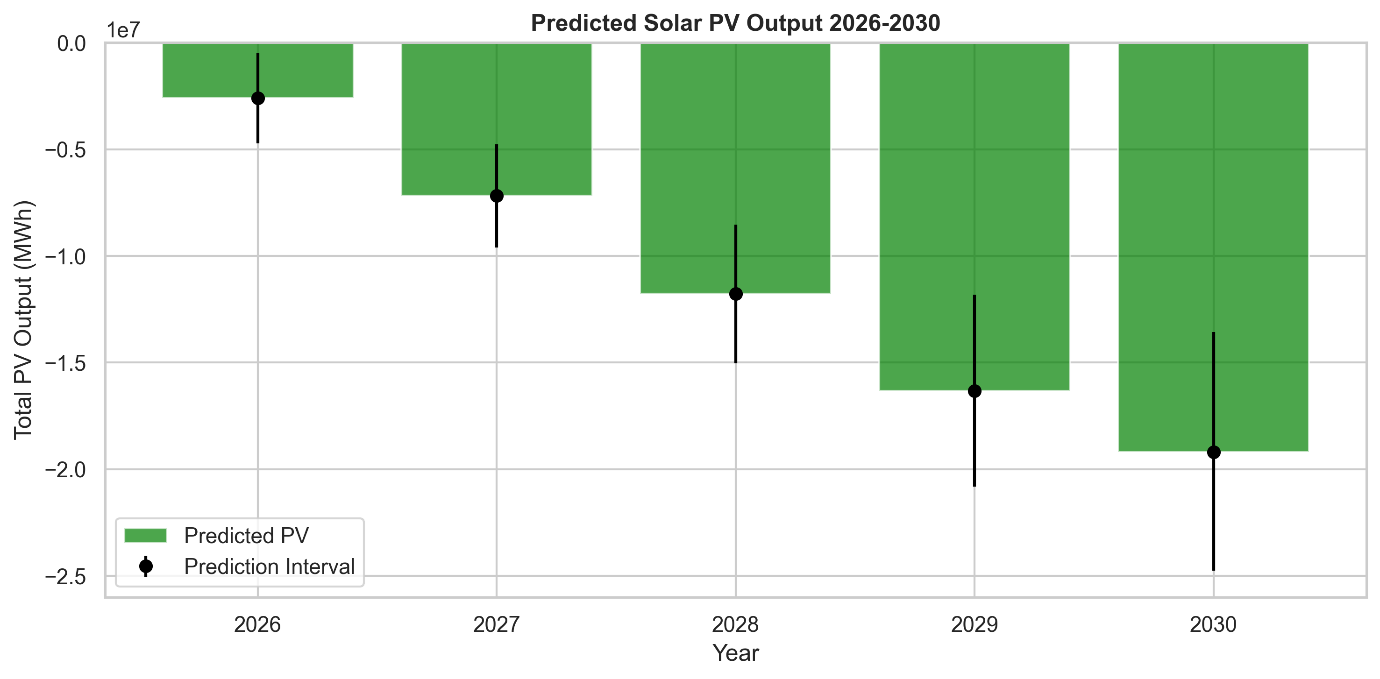 Predicted Solar PV Output 2026-2030
1e7
0.0
−0.5
−1.0
−1.5
−2.0
−2.5
Total PV Output (MWh)
Predicted PV
Prediction Interval
2026 2027 2028 2029 2030
Year